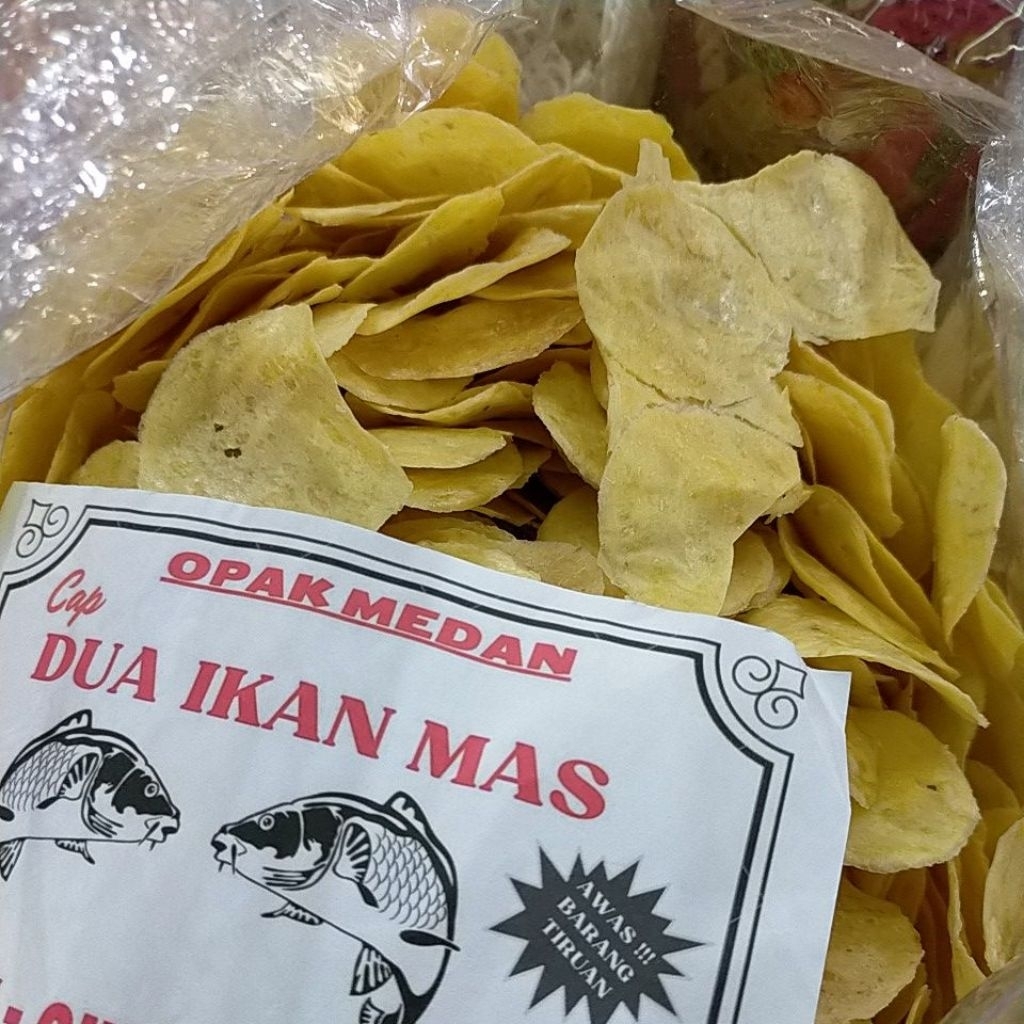 OPAK MEDAN
Cap
DUA IKAN MAS
AWAS !!!
BARANG
TIRUAN